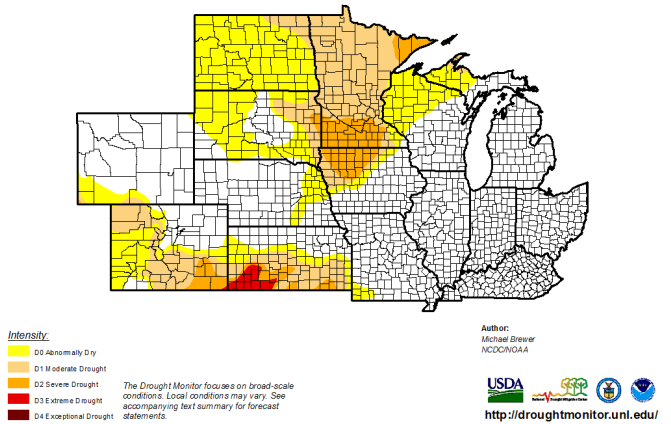 Intensity:
D0 Abnormally Dry
D1 Moderate Drought
D2 Severe Drought
D3 Extreme Drought
D4 Exceptional Drought
The Drought Monitor focuses on broad-scale
conditions. Local conditions may vary. See
accompanying text summary for forecast
statements.
Author:
Michael Brewer
NCDC/NOAA
USDA
http://droughtmonitor.unl.edu/